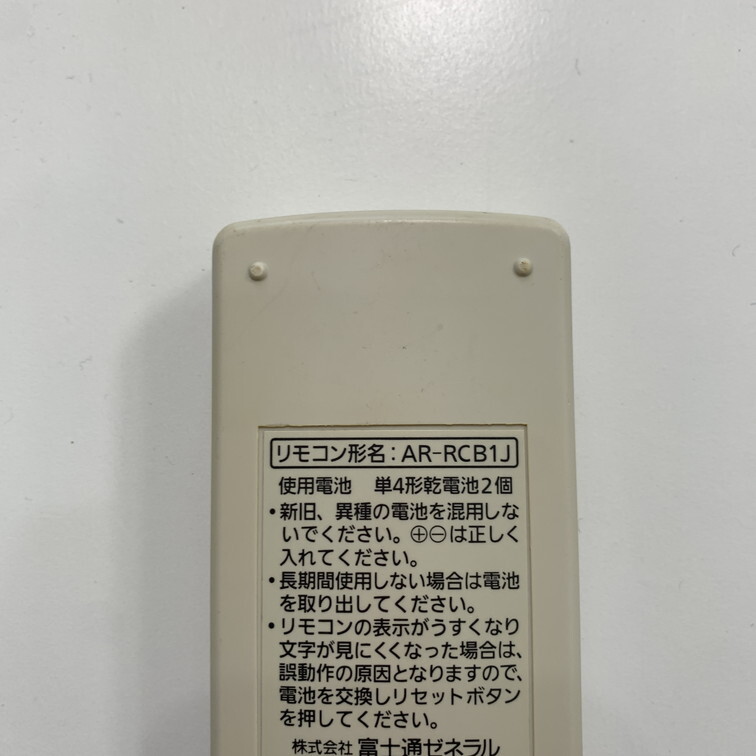 リモコン形名：AR-RCB1J
使用電池　単4形乾電池2個
・新旧、異種の電池を混用しな
いでください。⊕⊖は正しく
入れてください。
・長期間使用しない場合は電池
を取り出してください。
・リモコンの表示がうすくなり
文字が見にくくなった場合は、
誤動作の原因となりますので、
電池を交換しリセットボタン
を押してください。
株式会社 富士通ゼネラル